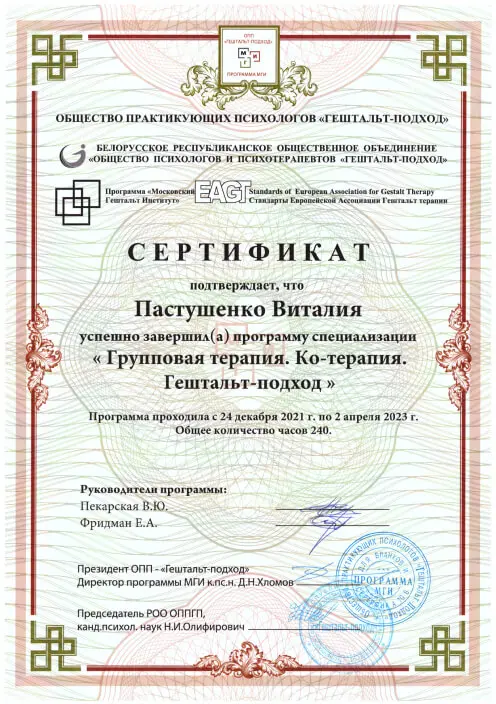 ОПП
«ГЕШТАЛЬТ-ПОДХОД»
М И
Г
ПРОГРАММА МГИ
ОБЩЕСТВО ПРАКТИКУЮЩИХ ПСИХОЛОГОВ «ГЕШТАЛЬТ-ПОДХОД»
БЕЛОРУССКОЕ РЕСПУБЛИКАНСКОЕ ОБЩЕСТВЕННОЕ ОБЪЕДИНЕНИЕ
«ОБЩЕСТВО ПСИХОЛОГОВ И ПСИХОТЕРАПЕВТОВ «ГЕШТАЛЬТ-ПОДХОД»
Программа «Московский
Гештальт Институт»
EAGT
Standards of European Association for Gestalt Therapy
Стандарты Европейской Ассоциации Гештальт терапии
СЕРТИФИКАТ
подтверждает, что
Пастушенко Виталия
успешно завершил(а) программу специализации
« Групповая терапия. Ко-терапия.
Гештальт-подход »
Программа проходила с 24 декабря 2021 г. по 2 апреля 2023 г.
Общее количество часов 240.
Руководители программы:
Пекарская В.Ю.
Фридман Е.А.
Президент ОПП - «Гештальт-подход»
Директор программы МГИ к.пс.н. Д.Н.Хломов
Председатель РОО ОППГП,
канд.психол. наук Н.И.Олифирович
ПРОГРАММА
МГИ